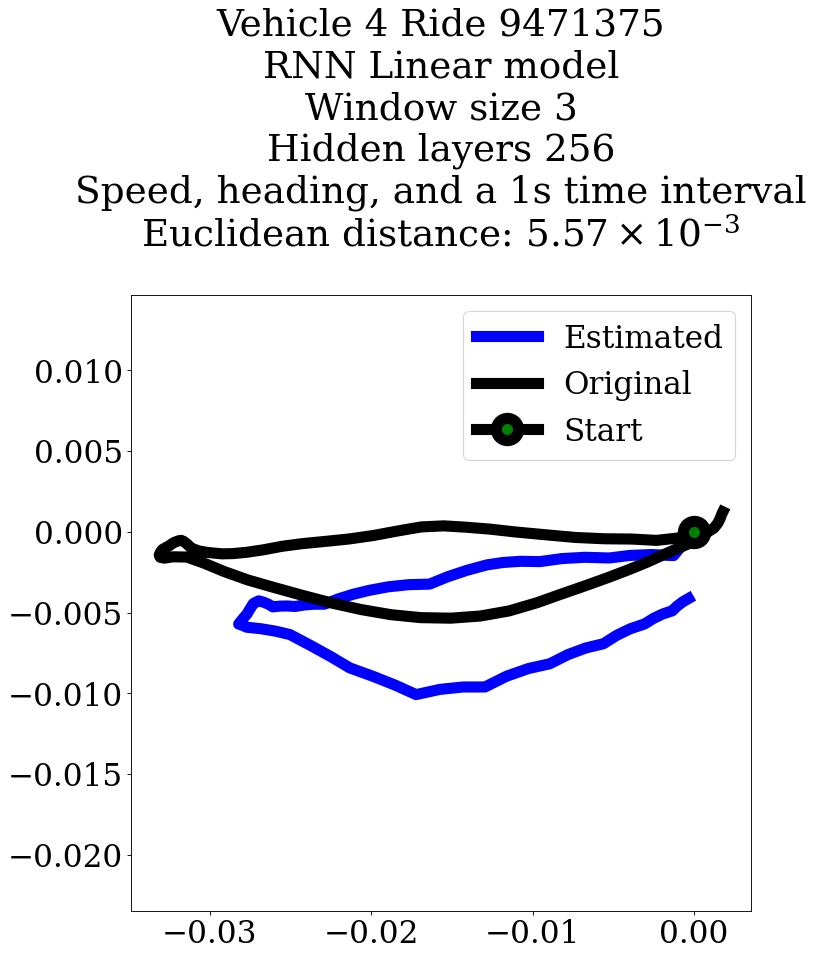 Vehicle 4 Ride 9471375
RNN Linear model
Window size 3
Hidden layers 256
Speed, heading, and a 1s time interval
Euclidean distance: 5.57 × 10⁻³
Estimated
Original
Start
0.010
0.005
0.000
−0.005
−0.010
−0.015
−0.020
−0.03 −0.02 −0.01 0.00